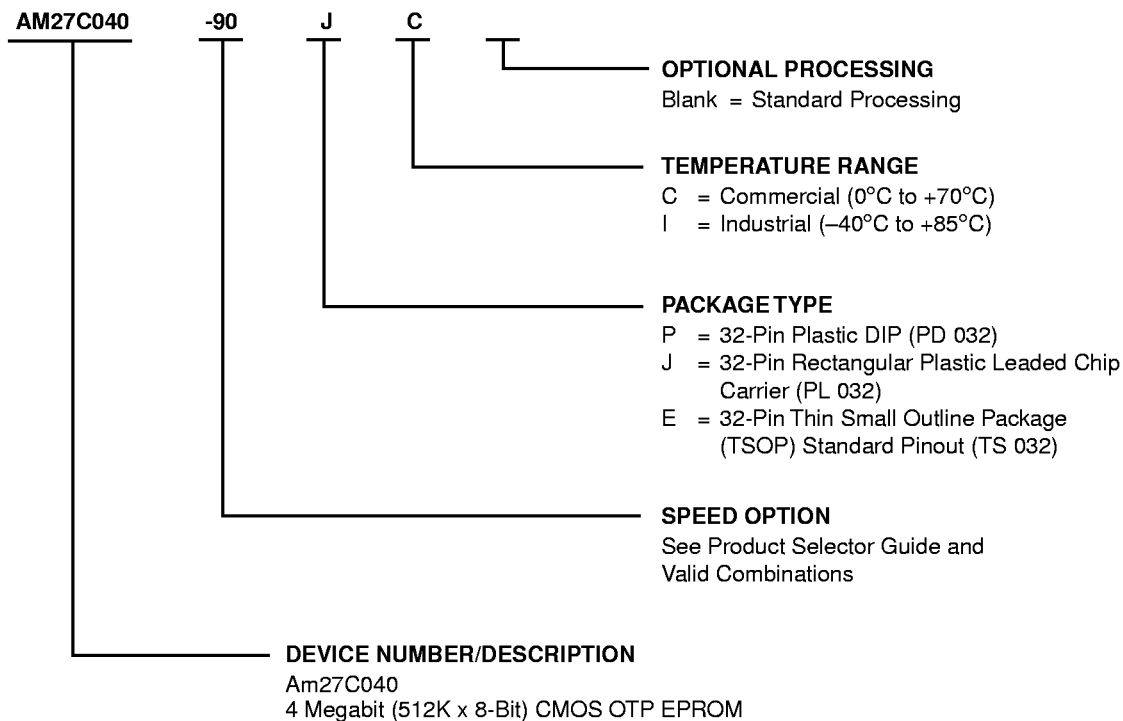 AM27C040 -90 J C
OPTIONAL PROCESSING
Blank = Standard Processing
TEMPERATURE RANGE
C = Commercial (0°C to +70°C)
I = Industrial (–40°C to +85°C)
PACKAGE TYPE
P = 32-Pin Plastic DIP (PD 032)
J = 32-Pin Rectangular Plastic Leaded Chip
Carrier (PL 032)
E = 32-Pin Thin Small Outline Package
(TSOP) Standard Pinout (TS 032)
SPEED OPTION
See Product Selector Guide and
Valid Combinations
DEVICE NUMBER/DESCRIPTION
Am27C040
4 Megabit (512K x 8-Bit) CMOS OTP EPROM